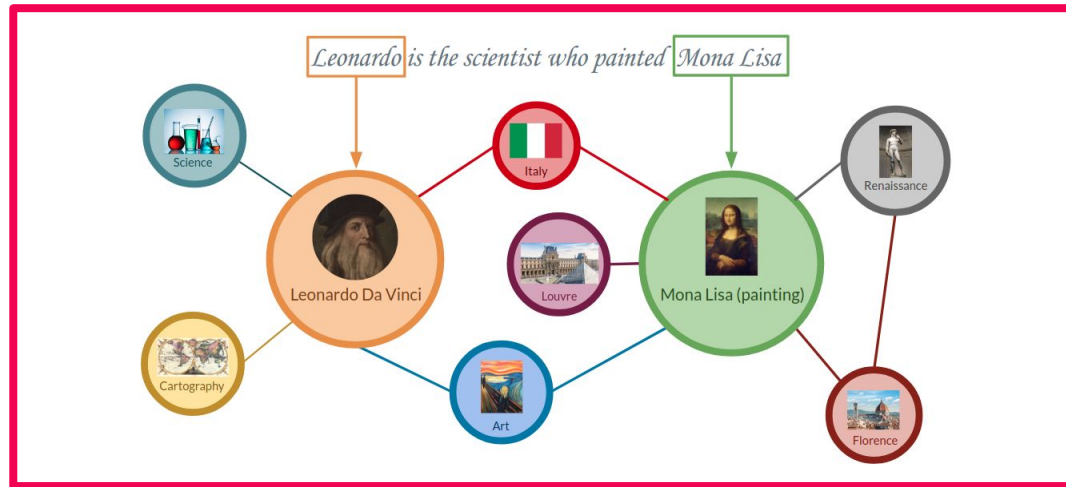 Leonardo is the scientist who painted Mona Lisa
Science
Italy
Renaissance
Leonardo Da Vinci
Louvre
Mona Lisa (painting)
Cartography
Art
Florence